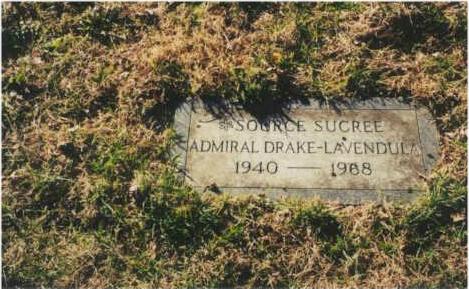 *SOURCE SUCREE
ADMIRAL DRAKE-LAVENDULA
1940 — 1988